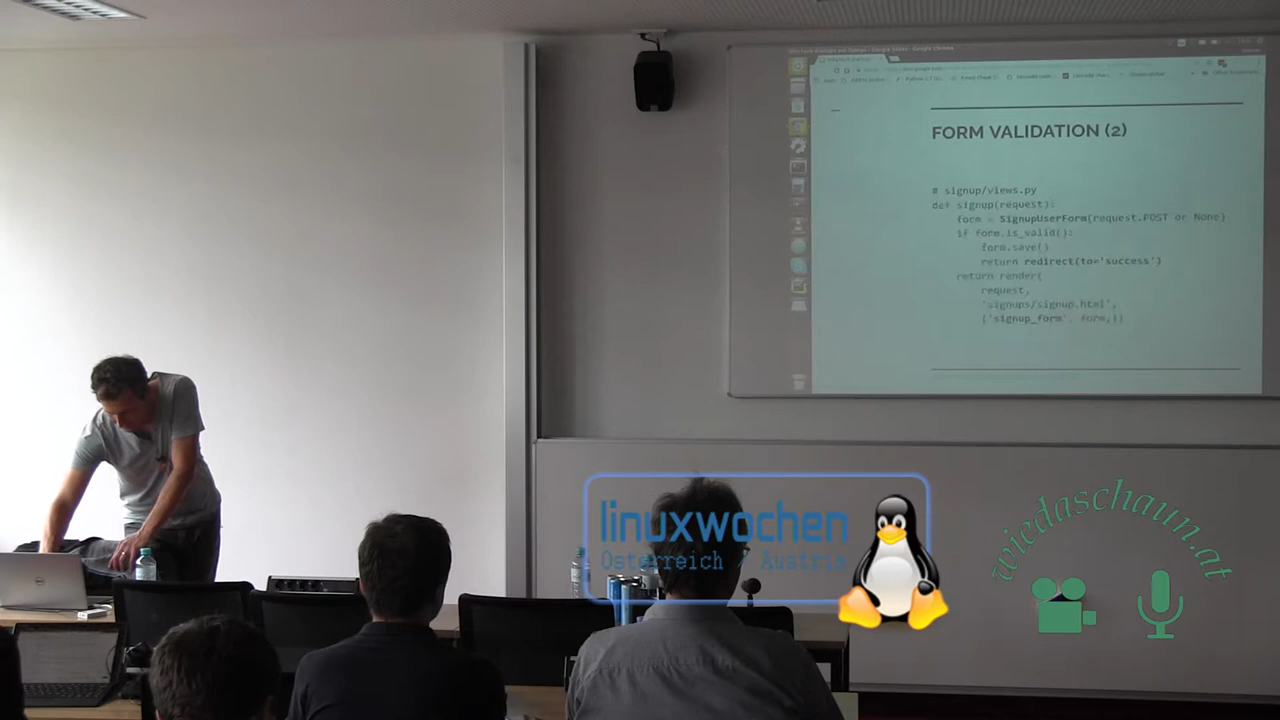 FORM VALIDATION (2)
# signup/views.py
def signup(request):
form = SignupUserForm(request.POST or None)
if form.is_valid():
form.save()
return redirect(to='success')
return render(
request,
'signups/signup.html',
{'signup_form': form,})
linuxwochen
Österreich / Austria
wiedaschaun.at
DELL